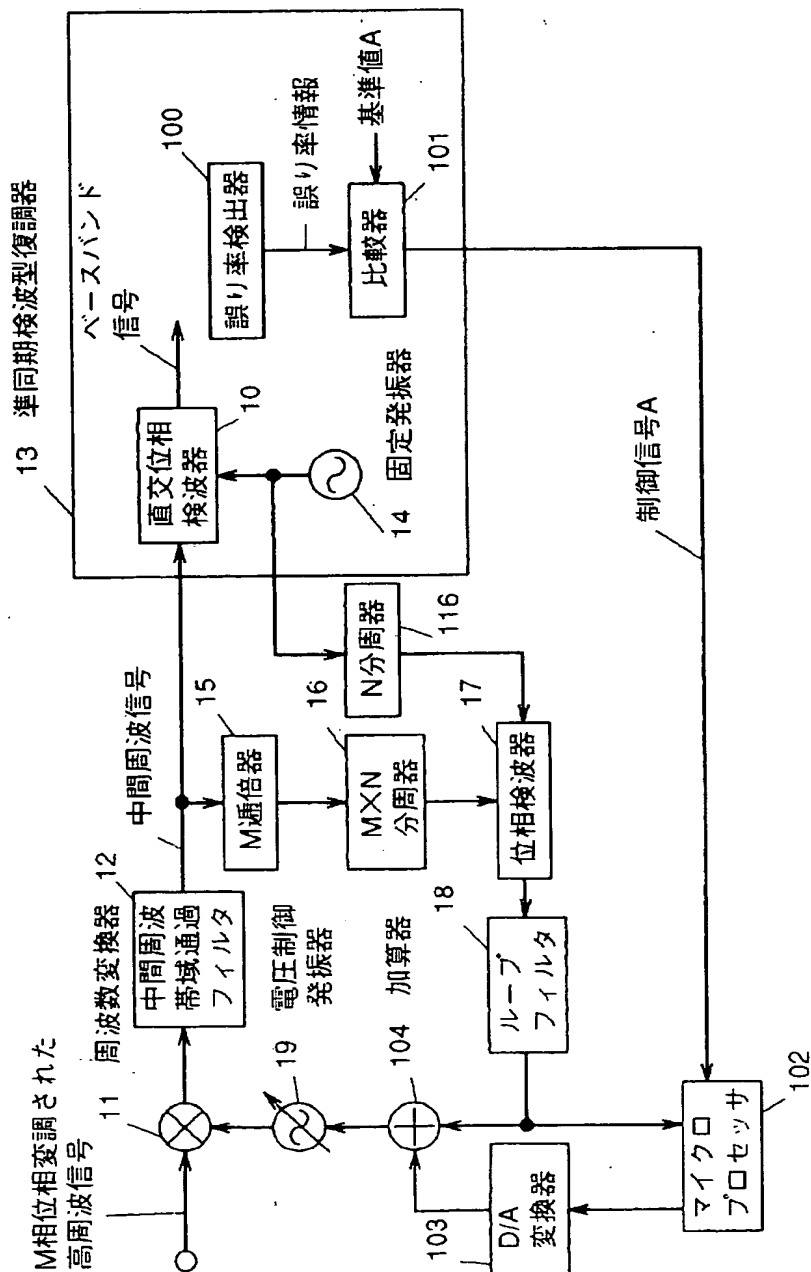 M相位相変調された
高周波信号
11
周波数変換器
12
中間周波
帯域通過
フィルタ
中間周波信号
13 準同期検波型復調器
直交位相
検波器
10
ベースバンド
信号
14
固定発振器
100
誤り率検出器
誤り率情報
基準値A
比較器
101
15
M逓倍器
16
M×N
分周器
N分周器
116
17
位相検波器
18
ループ
フィルタ
19
電圧制御
発振器
104 加算器
103
D/A
変換器
マイクロ
プロセッサ
102
制御信号A